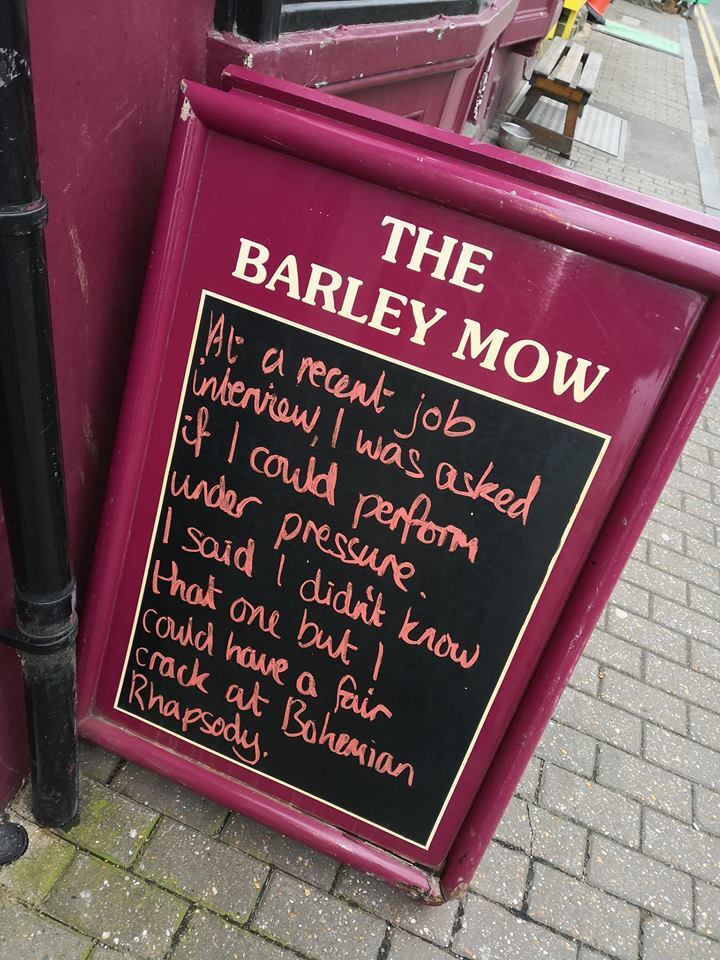 THE
BARLEY MOW
At a recent job
interview, I was asked
if I could perform
under pressure.
I said I didn't know
that one but I
could have a fair
crack at Bohemian
Rhapsody.